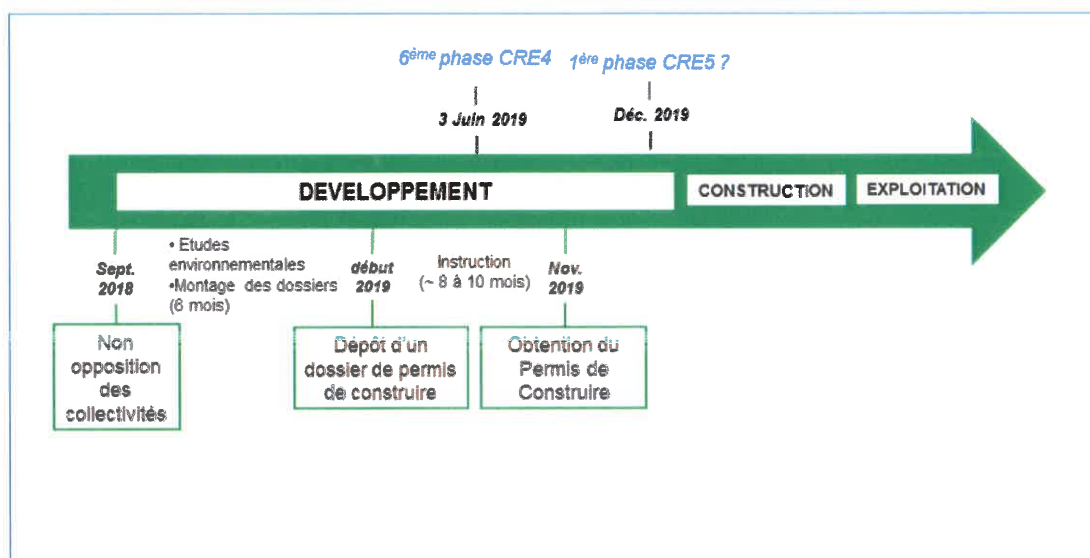 6ème phase CRE4 1ère phase CRE5 ?
3 Juin 2019
Déc. 2019
DEVELOPPEMENT
CONSTRUCTION
EXPLOITATION
Sept.
2018
• Etudes
environnementales
•Montage des dossiers
(6 mois)
début
2019
Instruction
(~ 8 à 10 mois)
Nov.
2019
Non
opposition
des
collectivités
Dépôt d'un
dossier de permis
de construire
Obtention du
Permis de
Construire